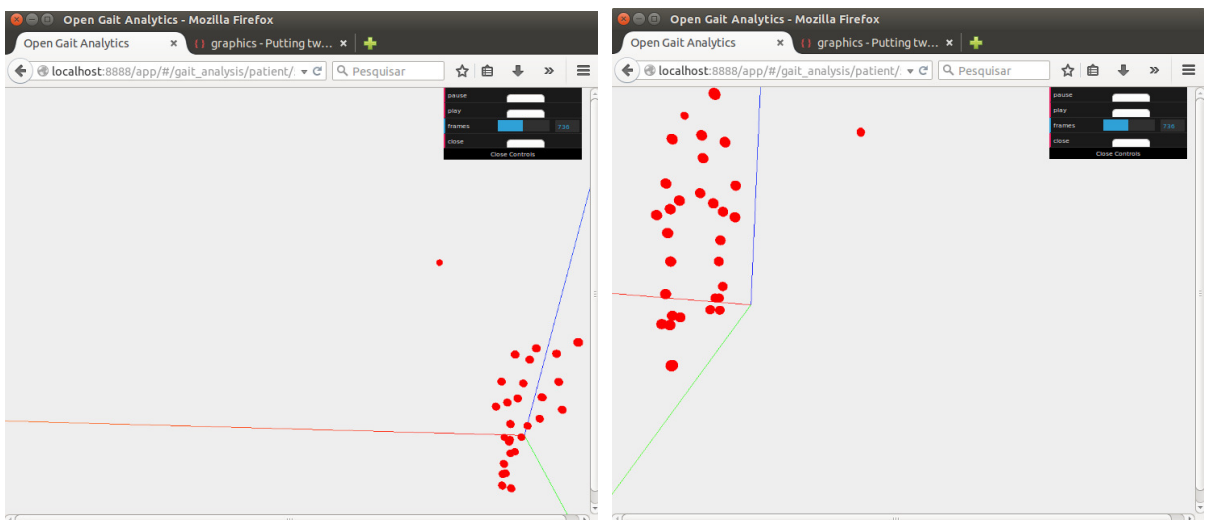 Open Gait Analytics - Mozilla Firefox
Open Gait Analytics × graphics - Putting tw... ×
localhost:8888/app/#/gait_analysis/patient/ Pesquisar
pause
play
frames 736
close
Close Controls
Open Gait Analytics - Mozilla Firefox
Open Gait Analytics × graphics - Putting tw... ×
localhost:8888/app/#/gait_analysis/patient/ Pesquisar
pause
play
frames 736
close
Close Controls